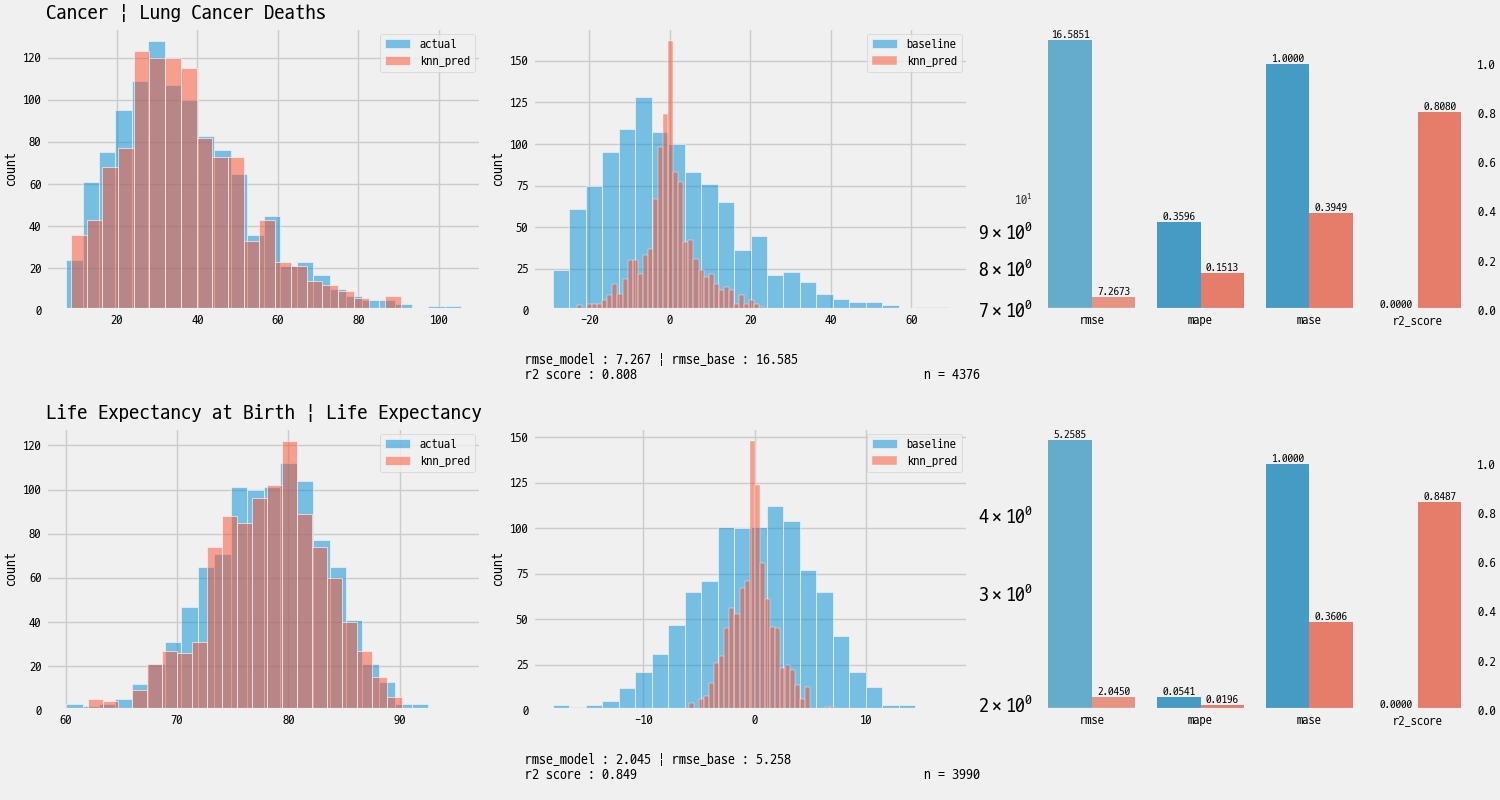 Cancer ¦ Lung Cancer Deaths
actual
knn_pred
count
120
100
80
60
40
20
0
20
40
60
80
100
baseline
knn_pred
count
150
125
100
75
50
25
0
−20
0
20
40
60
rmse_model : 7.267 ¦ rmse_base : 16.585
r2 score : 0.808
n = 4376
10¹
9 × 10⁰
8 × 10⁰
7 × 10⁰
16.5851
7.2673
0.3596
0.1513
1.0000
0.3949
0.0000
0.8080
rmse
mape
mase
r2_score
1.0
0.8
0.6
0.4
0.2
0.0
Life Expectancy at Birth ¦ Life Expectancy
actual
knn_pred
count
120
100
80
60
40
20
0
60
70
80
90
baseline
knn_pred
count
150
125
100
75
50
25
0
−10
0
10
rmse_model : 2.045 ¦ rmse_base : 5.258
r2 score : 0.849
n = 3990
4 × 10⁰
3 × 10⁰
2 × 10⁰
5.2585
2.0450
0.0541
0.0196
1.0000
0.3606
0.0000
0.8487
rmse
mape
mase
r2_score
1.0
0.8
0.6
0.4
0.2
0.0